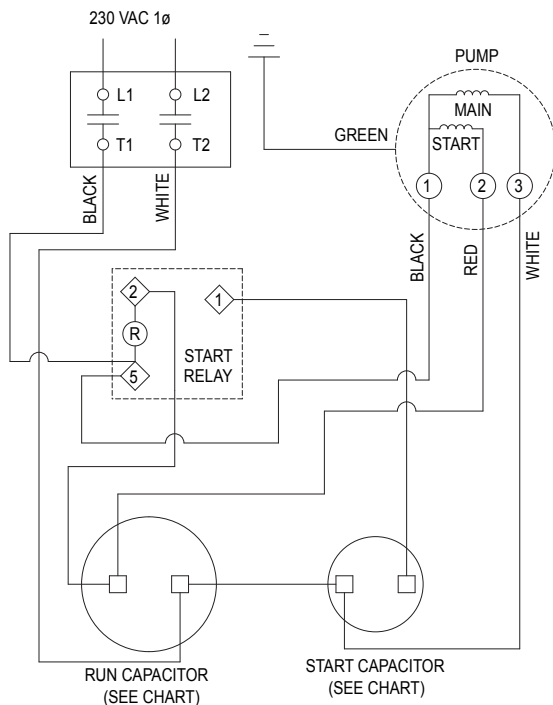 230 VAC 1ø
L1
L2
T1
T2
BLACK
WHITE
PUMP
MAIN
START
GREEN
1
2
3
BLACK
RED
WHITE
2
1
R
START
RELAY
5
RUN CAPACITOR
(SEE CHART)
START CAPACITOR
(SEE CHART)